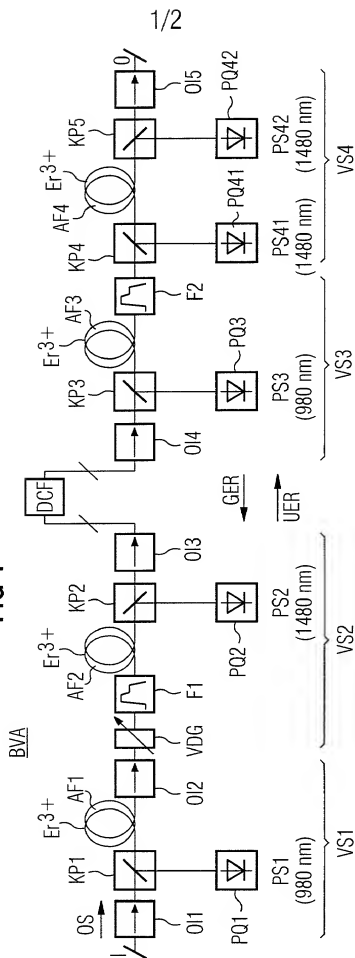 1/2
BVA
Er3+ Er3+ DCF Er3+ Er3+
OS AF1 AF2 AF3 AF4
I OI1 KP1 OI2 VDG F1 KP2 OI3 OI4 KP3 F2 KP4 KP5 OI5 O
GER
UER
PQ1 PQ2 PQ3 PQ41 PQ42
PS1 PS2 PS3 PS41 PS42
(980 nm) (1480 nm) (980 nm) (1480 nm) (1480 nm)
VS1 VS2 VS3 VS4